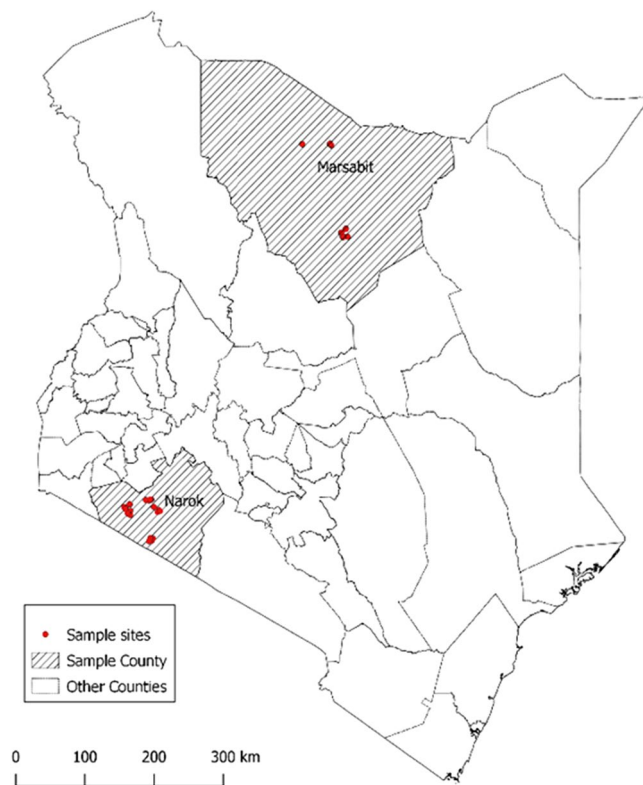 Marsabit
Narok
Sample sites
Sample County
Other Counties
0 100 200 300 km